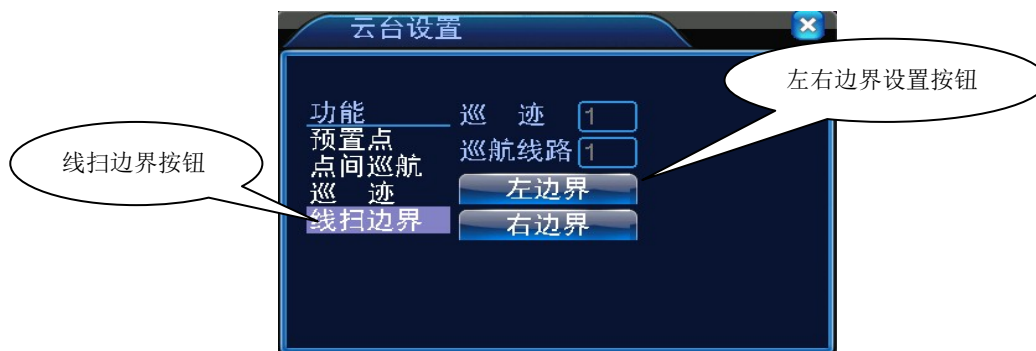 云台设置
左右边界设置按钮
功能
巡 迹 1
预置点
巡航线路 1
点间巡航
线扫边界按钮
巡 迹
左边界
线扫边界
右边界